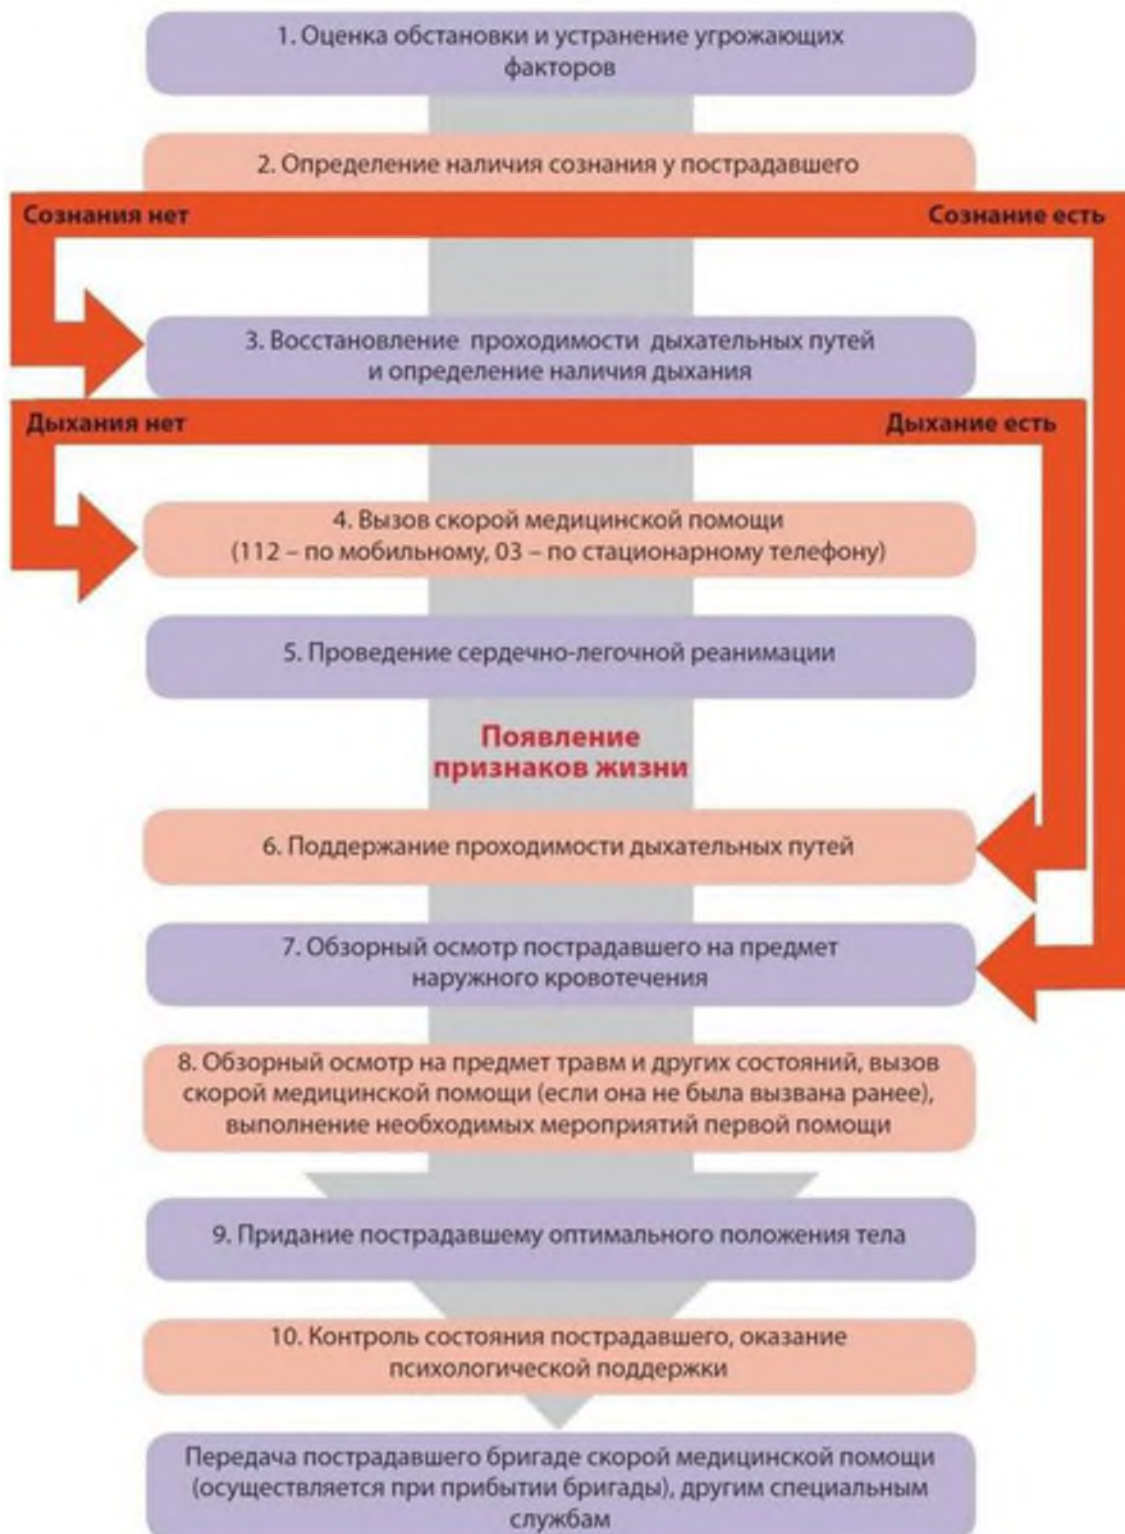 1. Оценка обстановки и устранение угрожающих
факторов
2. Определение наличия сознания у пострадавшего
Сознания нет
Сознание есть
3. Восстановление проходимости дыхательных путей
и определение наличия дыхания
Дыхания нет
Дыхание есть
4. Вызов скорой медицинской помощи
(112 – по мобильному, 03 – по стационарному телефону)
5. Проведение сердечно-легочной реанимации
Появление
признаков жизни
6. Поддержание проходимости дыхательных путей
7. Обзорный осмотр пострадавшего на предмет
наружного кровотечения
8. Обзорный осмотр на предмет травм и других состояний, вызов
скорой медицинской помощи (если она не была вызвана ранее),
выполнение необходимых мероприятий первой помощи
9. Придание пострадавшему оптимального положения тела
10. Контроль состояния пострадавшего, оказание
психологической поддержки
Передача пострадавшего бригаде скорой медицинской помощи
(осуществляется при прибытии бригады), другим специальным
службам